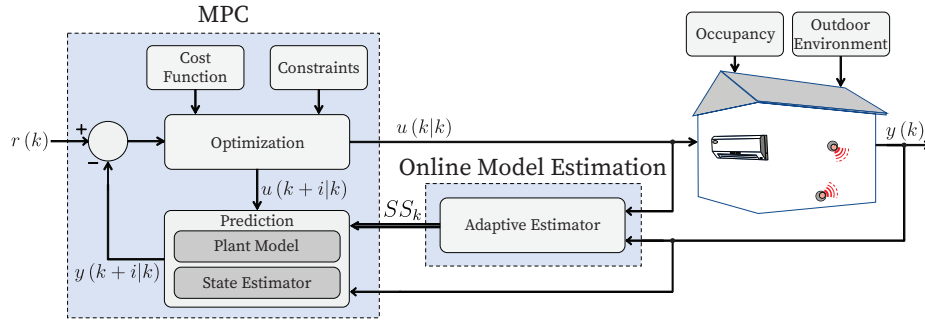 MPC
Cost
Function
Constraints
Occupancy
Outdoor
Environment
r(k)
+
−
Optimization
u(k|k)
y(k)
Online Model Estimation
u(k+i|k)
SS_k
Prediction
Plant Model
State Estimator
Adaptive Estimator
y(k+i|k)